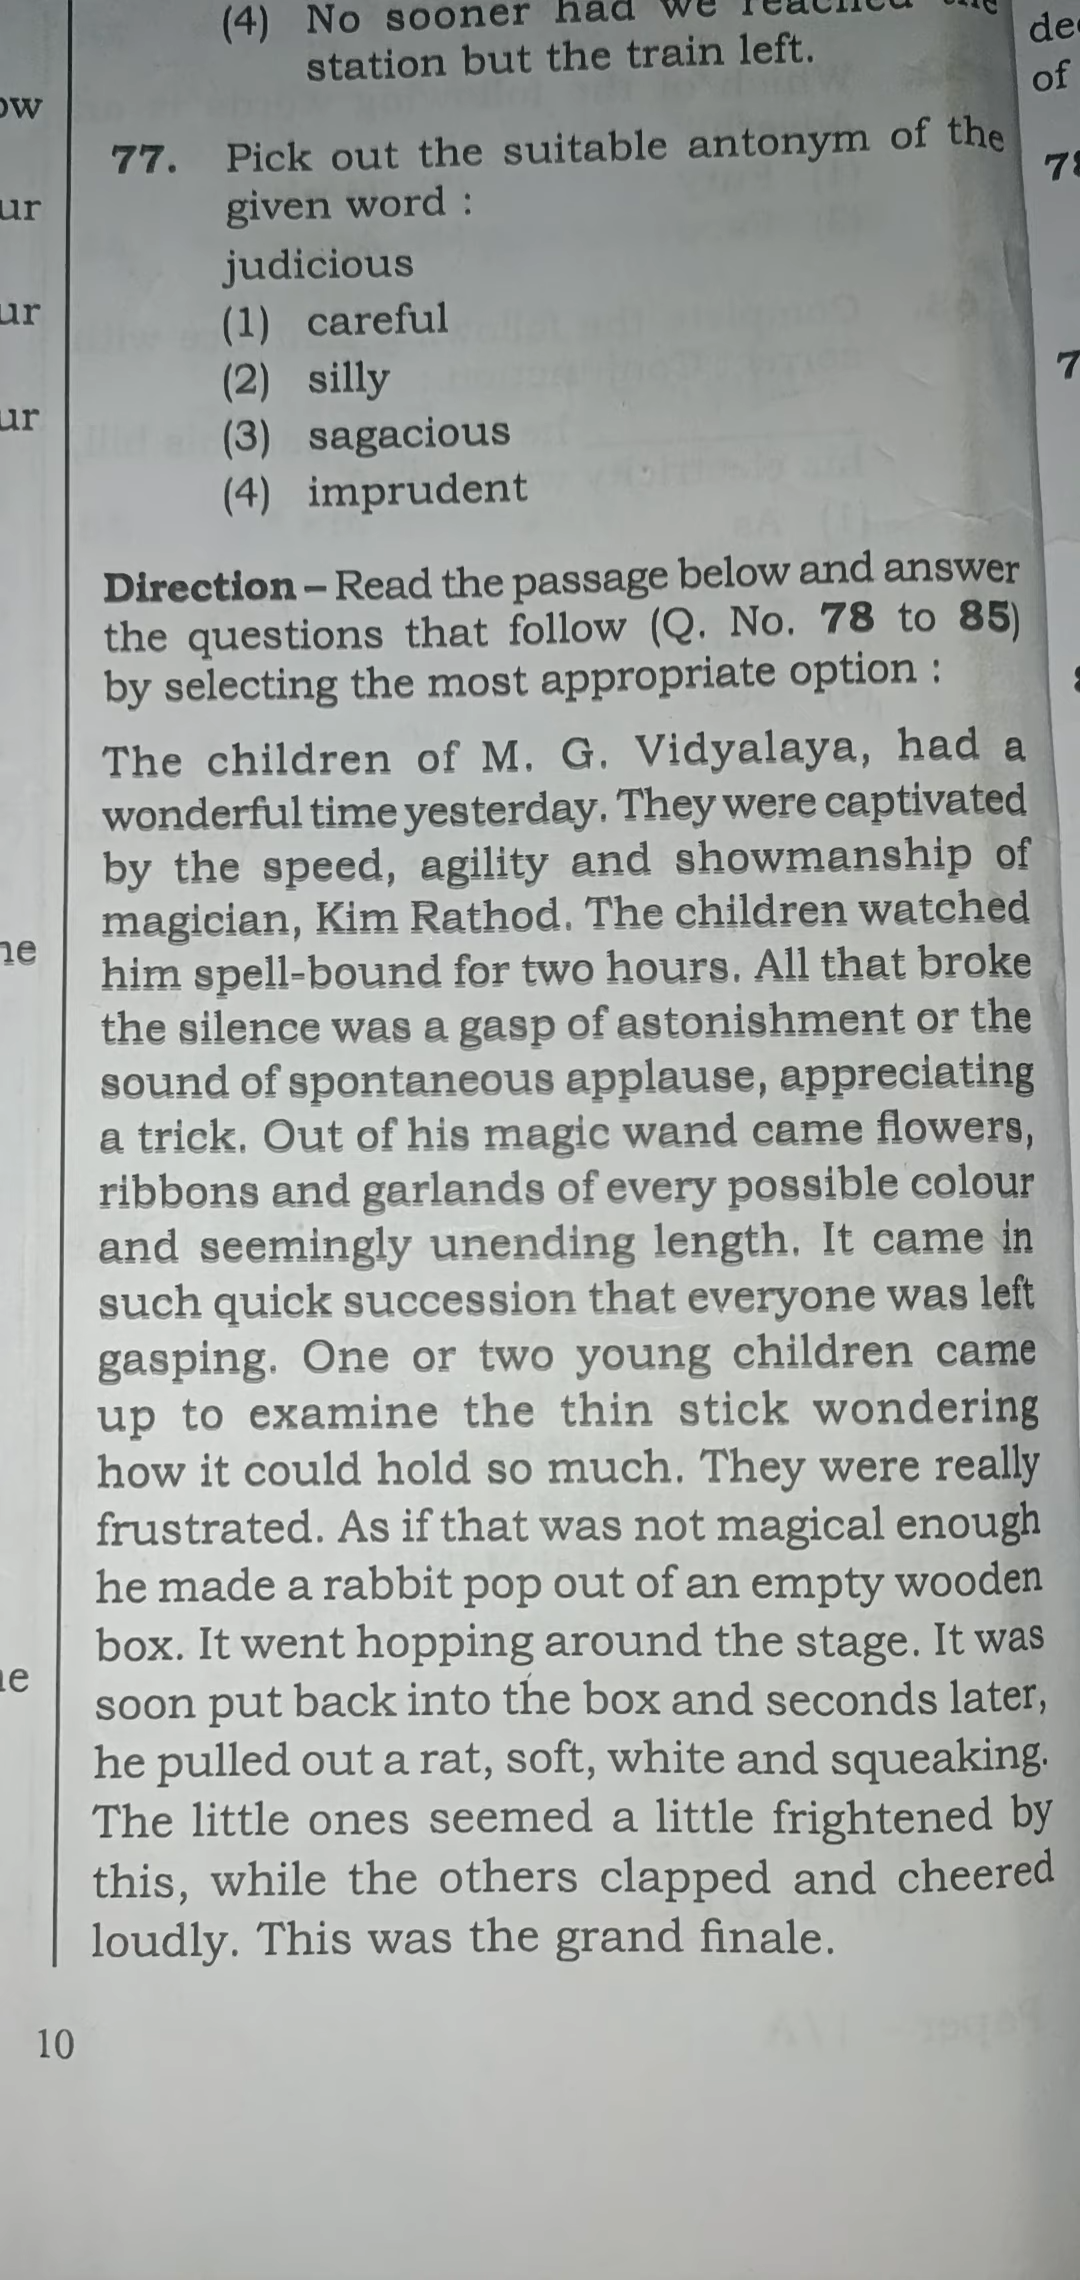 (4) No sooner had we reached the
station but the train left.
77. Pick out the suitable antonym of the
given word :
judicious
(1) careful
(2) silly
(3) sagacious
(4) imprudent
Direction – Read the passage below and answer
the questions that follow (Q. No. 78 to 85)
by selecting the most appropriate option :
The children of M. G. Vidyalaya, had a
wonderful time yesterday. They were captivated
by the speed, agility and showmanship of
magician, Kim Rathod. The children watched
him spell-bound for two hours. All that broke
the silence was a gasp of astonishment or the
sound of spontaneous applause, appreciating
a trick. Out of his magic wand came flowers,
ribbons and garlands of every possible colour
and seemingly unending length. It came in
such quick succession that everyone was left
gasping. One or two young children came
up to examine the thin stick wondering
how it could hold so much. They were really
frustrated. As if that was not magical enough
he made a rabbit pop out of an empty wooden
box. It went hopping around the stage. It was
soon put back into the box and seconds later,
he pulled out a rat, soft, white and squeaking.
The little ones seemed a little frightened by
this, while the others clapped and cheered
loudly. This was the grand finale.
10
of